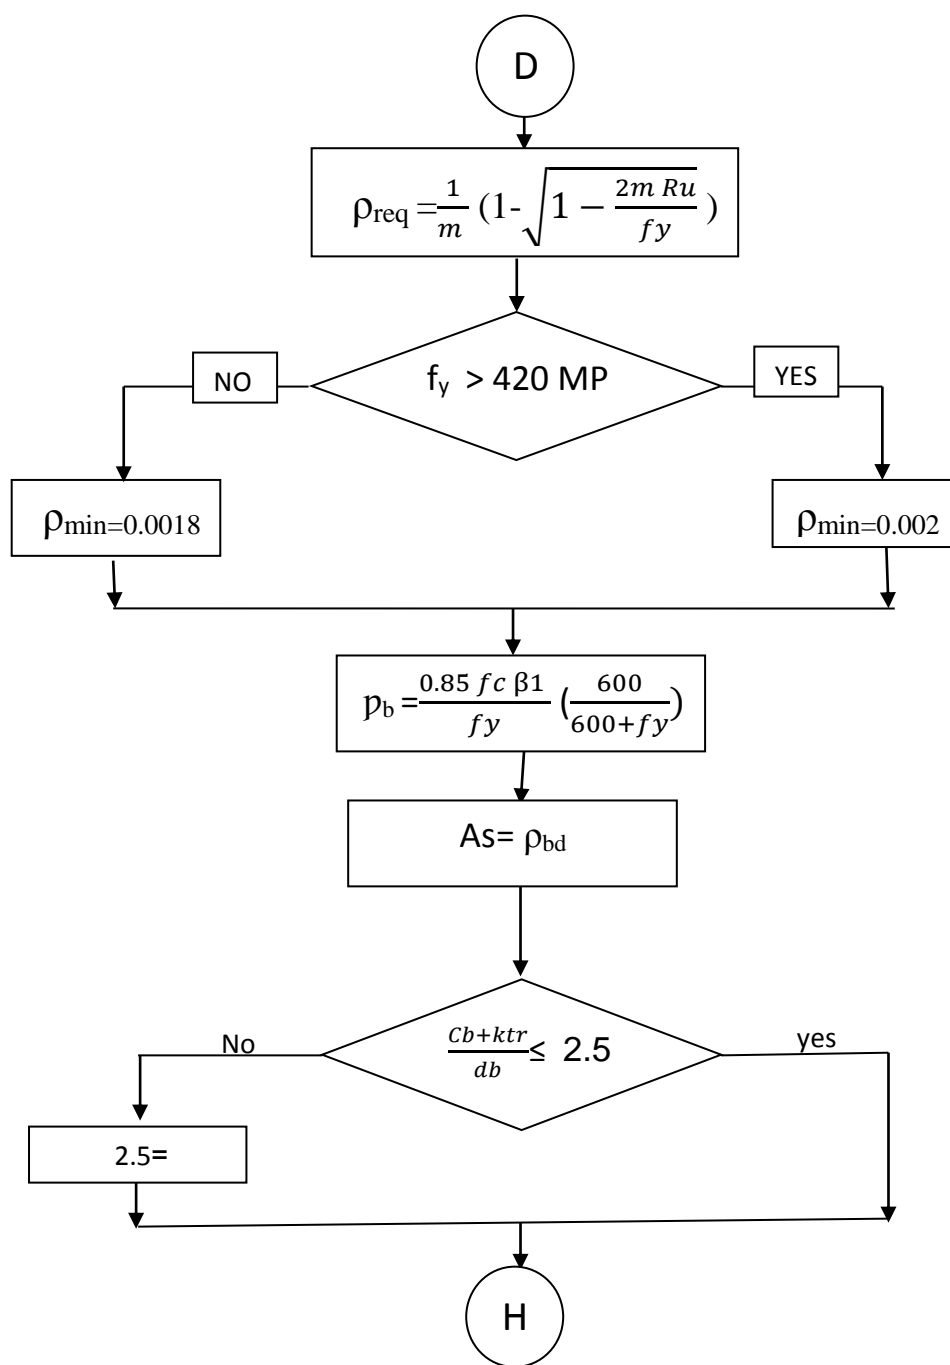 D
ρreq =1/m (1-√1 − 2m Ru/fy )
fy > 420 MP
NO
YES
ρmin=0.0018
ρmin=0.002
pb =0.85 fc β1/fy (600/600+fy)
As= ρbd
Cb+ktr/db ≤ 2.5
No
yes
2.5=
H